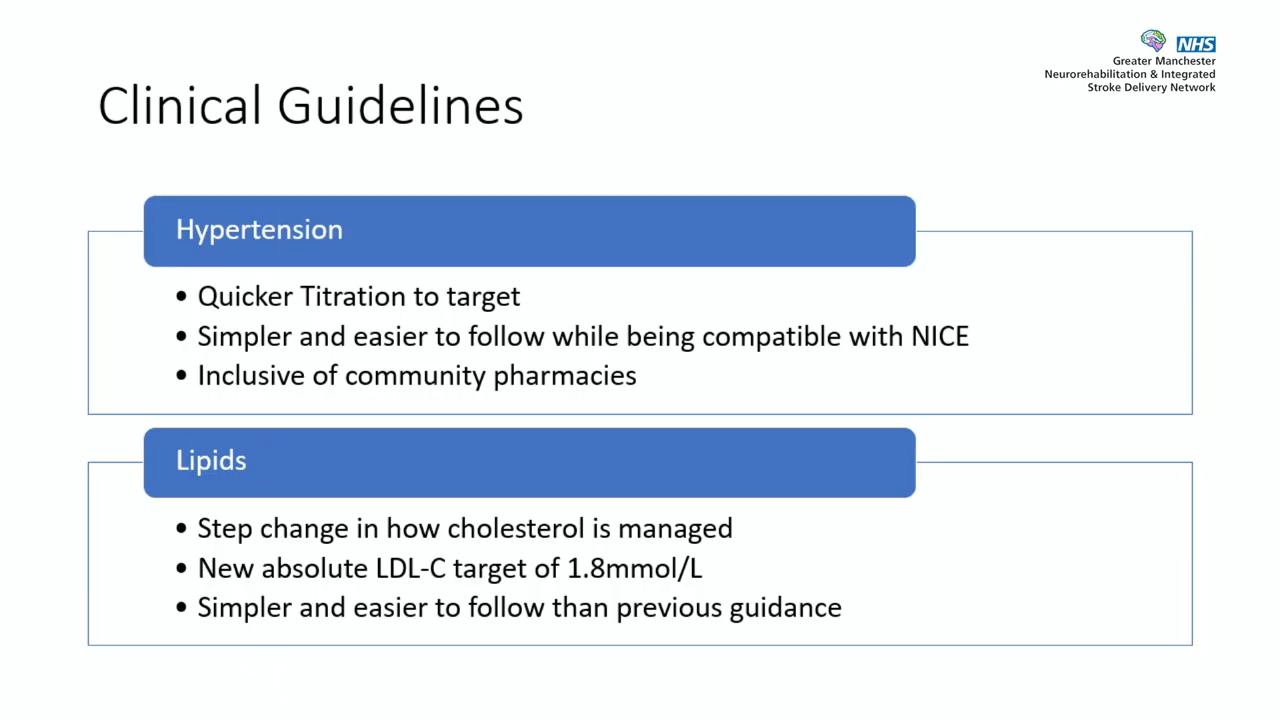 NHS
Greater Manchester
Neurorehabilitation & Integrated
Stroke Delivery Network
Clinical Guidelines
Hypertension
• Quicker Titration to target
• Simpler and easier to follow while being compatible with NICE
• Inclusive of community pharmacies
Lipids
• Step change in how cholesterol is managed
• New absolute LDL-C target of 1.8mmol/L
• Simpler and easier to follow than previous guidance